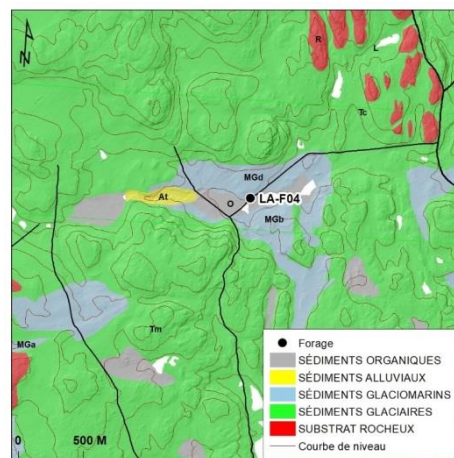 N
R
L
Tc
MGd
LA-F04
At
O
MGb
Tm
MGa
Forage
SÉDIMENTS ORGANIQUES
SÉDIMENTS ALLUVIAUX
SÉDIMENTS GLACIOMARINS
SÉDIMENTS GLACIAIRES
SUBSTRAT ROCHEUX
Courbe de niveau
0 500 M